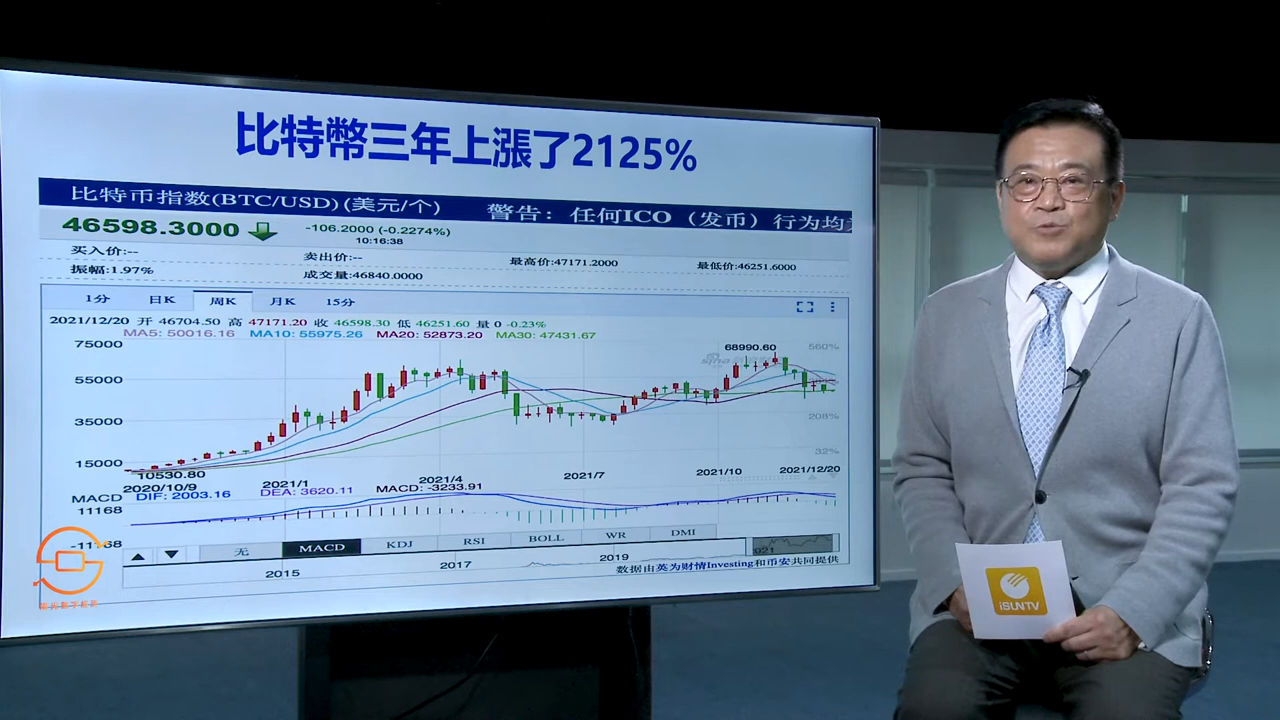 比特幣三年上漲了2125%
比特币指数(BTC/USD)(美元/个) 警告：任何ICO（发币）行为均
46598.3000 -106.2000 (-0.2274%)
10:16:38
买入价:-- 卖出价:-- 最高价:47171.2000 最低价:46251.6000
振幅:1.97% 成交量:46840.0000
1分 日K 周K 月K 15分
2021/12/20 开 46704.50 高 47171.20 收 46598.30 低 46251.60 量 0 -0.23%
MA5: 50016.16 MA10: 55975.26 MA20: 52873.20 MA30: 47431.67
75000 68990.60 560%
sina
55000
35000 208%
15000 32%
10530.80
2020/10/9 2021/1 2021/4 2021/7 2021/10 2021/12/20
MACD DIF: 2003.16 DEA: 3620.11 MACD: -3233.91
11168
-11168
无 MACD KDJ RSI BOLL WR DMI
2015 2017 2019 021
数据由英为财情Investing和币安共同提供
iSUNTV